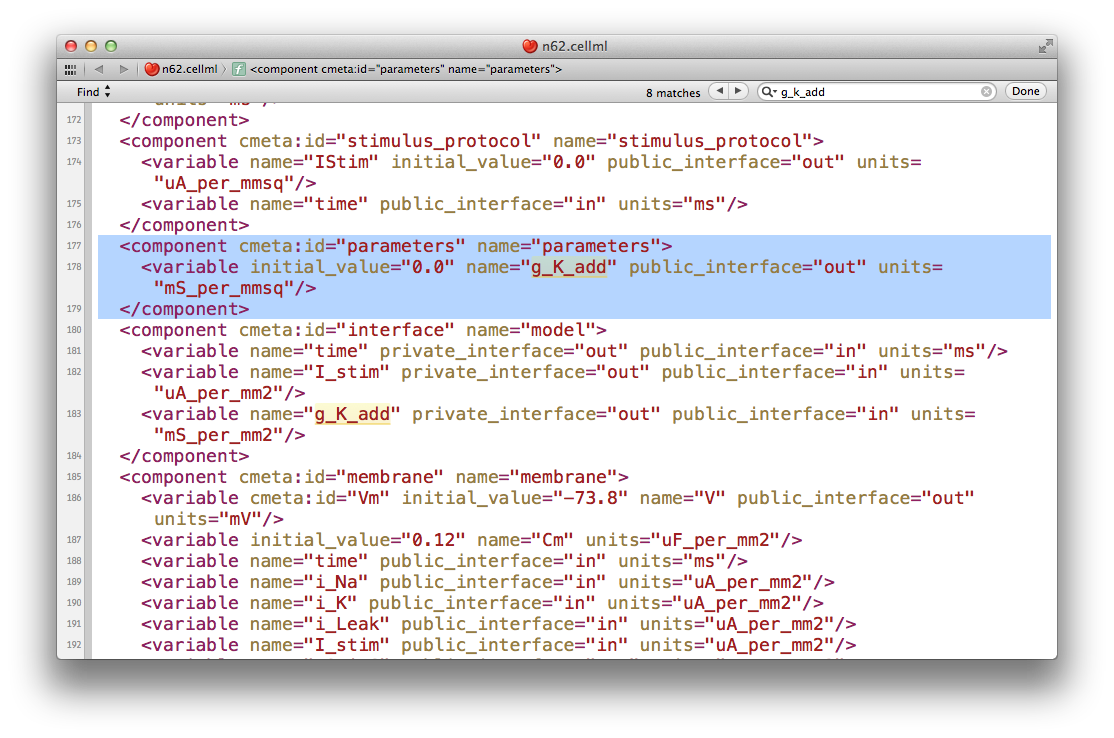 n62.cellml
n62.cellml 〉 f <component cmeta:id="parameters" name="parameters">
Find 8 matches g_k_add Done
172 </component>
173 <component cmeta:id="stimulus_protocol" name="stimulus_protocol">
174 <variable name="IStim" initial_value="0.0" public_interface="out" units=
"uA_per_mmsq"/>
175 <variable name="time" public_interface="in" units="ms"/>
176 </component>
177 <component cmeta:id="parameters" name="parameters">
178 <variable initial_value="0.0" name="g_K_add" public_interface="out" units=
"mS_per_mmsq"/>
179 </component>
180 <component cmeta:id="interface" name="model">
181 <variable name="time" private_interface="out" public_interface="in" units="ms"/>
182 <variable name="I_stim" private_interface="out" public_interface="in" units=
"uA_per_mm2"/>
183 <variable name="g_K_add" private_interface="out" public_interface="in" units=
"mS_per_mm2"/>
184 </component>
185 <component cmeta:id="membrane" name="membrane">
186 <variable cmeta:id="Vm" initial_value="-73.8" name="V" public_interface="out"
units="mV"/>
187 <variable initial_value="0.12" name="Cm" units="uF_per_mm2"/>
188 <variable name="time" public_interface="in" units="ms"/>
189 <variable name="i_Na" public_interface="in" units="uA_per_mm2"/>
190 <variable name="i_K" public_interface="in" units="uA_per_mm2"/>
191 <variable name="i_Leak" public_interface="in" units="uA_per_mm2"/>
192 <variable name="I_stim" public_interface="in" units="uA_per_mm2"/>